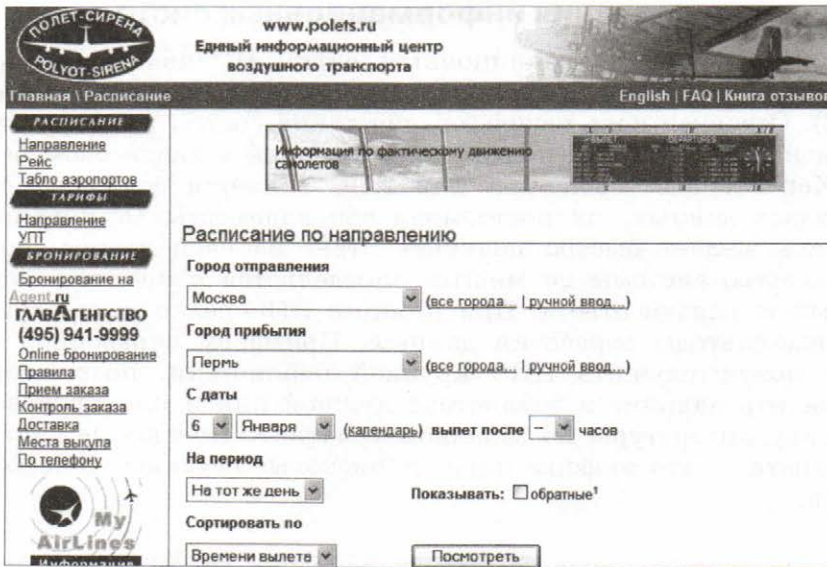 ПОЛЕТ-СИРЕНА
POLYOT-SIRENA
www.polets.ru
Единый информационный центр
воздушного транспорта
Главная \ Расписание
English | FAQ | Книга отзывов
РАСПИСАНИЕ
Направление
Рейс
Табло аэропортов
ТАРИФЫ
Направление
УПТ
БРОНИРОВАНИЕ
Бронирование на
Agent.ru
ГЛАВАГЕНТСТВО
(495) 941-9999
Online бронирование
Правила
Прием заказа
Контроль заказа
Доставка
Места выкупа
По телефону
My
AirLines
Информация
Информация по фактическому движению
самолетов
Расписание по направлению
Город отправления
Москва (все города... | ручной ввод...)
Город прибытия
Пермь (все города... | ручной ввод...)
С даты
6 Января (календарь) вылет после -- часов
На период
На тот же день Показывать: обратные¹
Сортировать по
Времени вылета Посмотреть